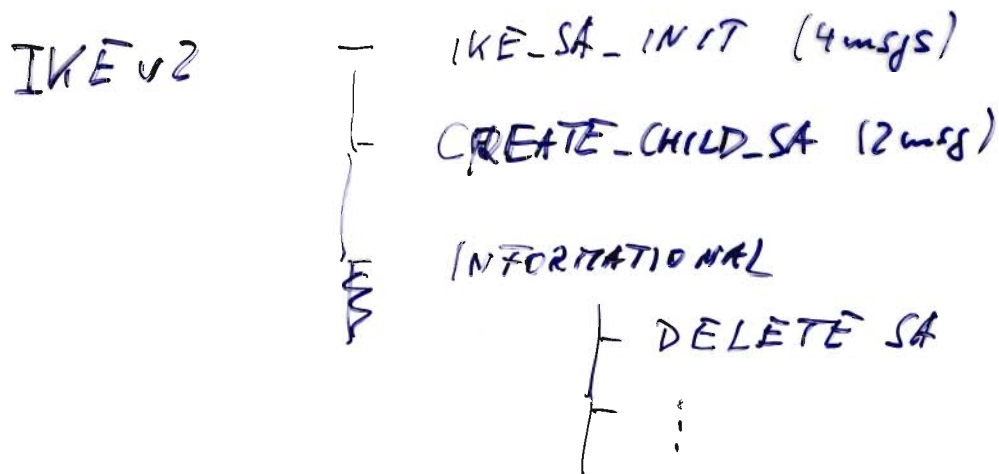 IKEv2
IKE_SA_INIT (4msgs)
CREATE_CHILD_SA (2msg)
INFORMATIONAL
DELETE SA
⋮